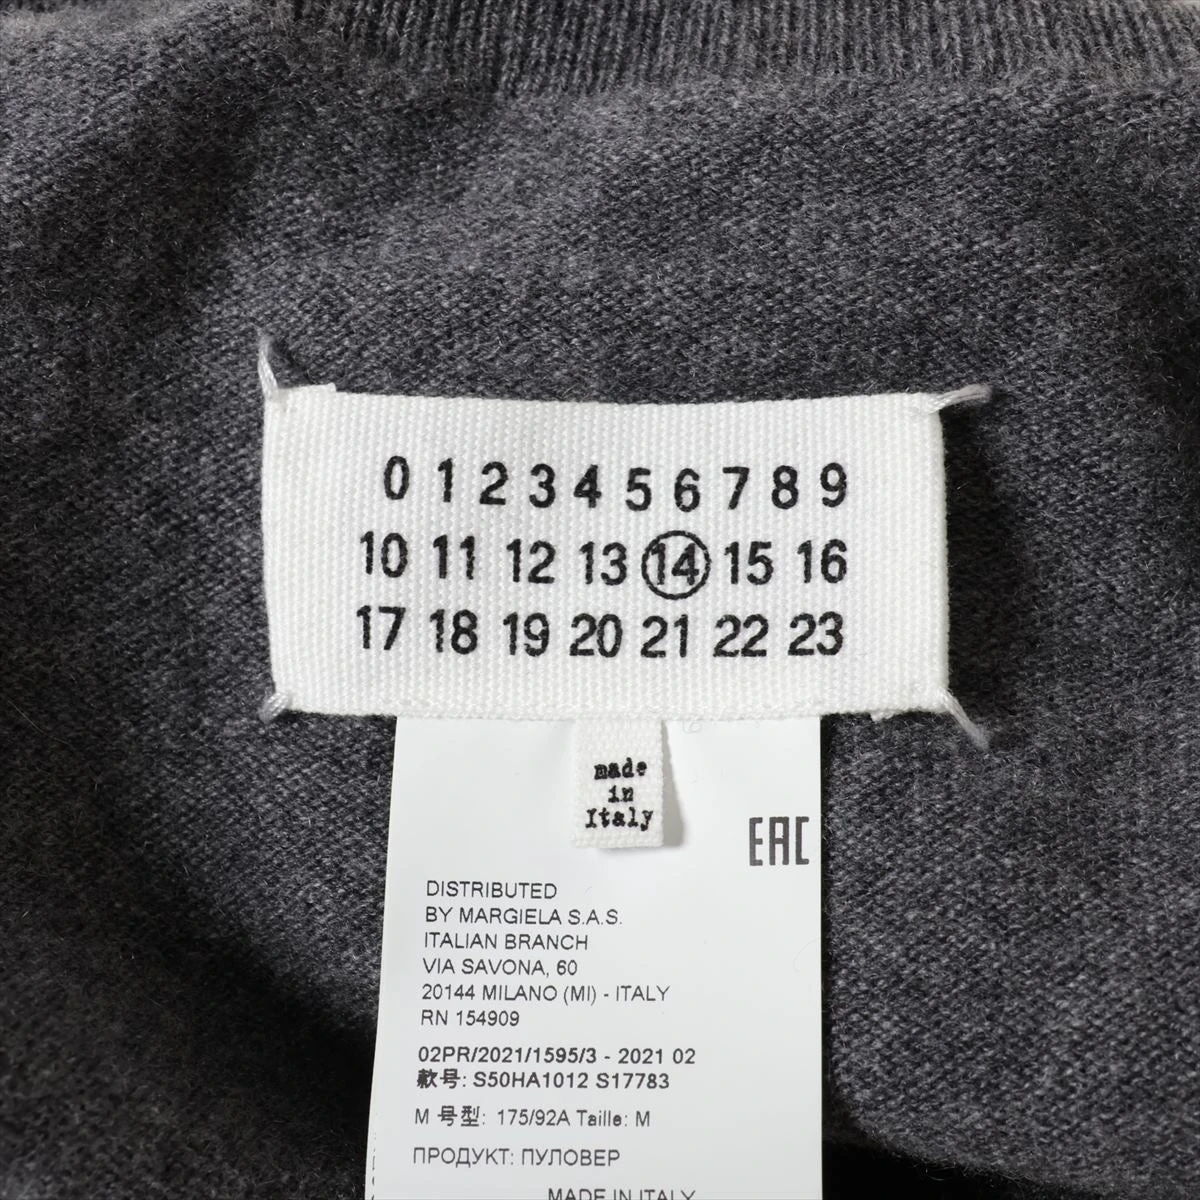 0 1 2 3 4 5 6 7 8 9
10 11 12 13 14 15 16
17 18 19 20 21 22 23
made
in
Italy
EAC
DISTRIBUTED
BY MARGIELA S.A.S.
ITALIAN BRANCH
VIA SAVONA, 60
20144 MILANO (MI) - ITALY
RN 154909
02PR/2021/1595/3 - 2021 02
款号: S50HA1012 S17783
M 号型: 175/92A Taille: M
ПРОДУКТ: ПУЛОВЕР
MADE IN ITALY